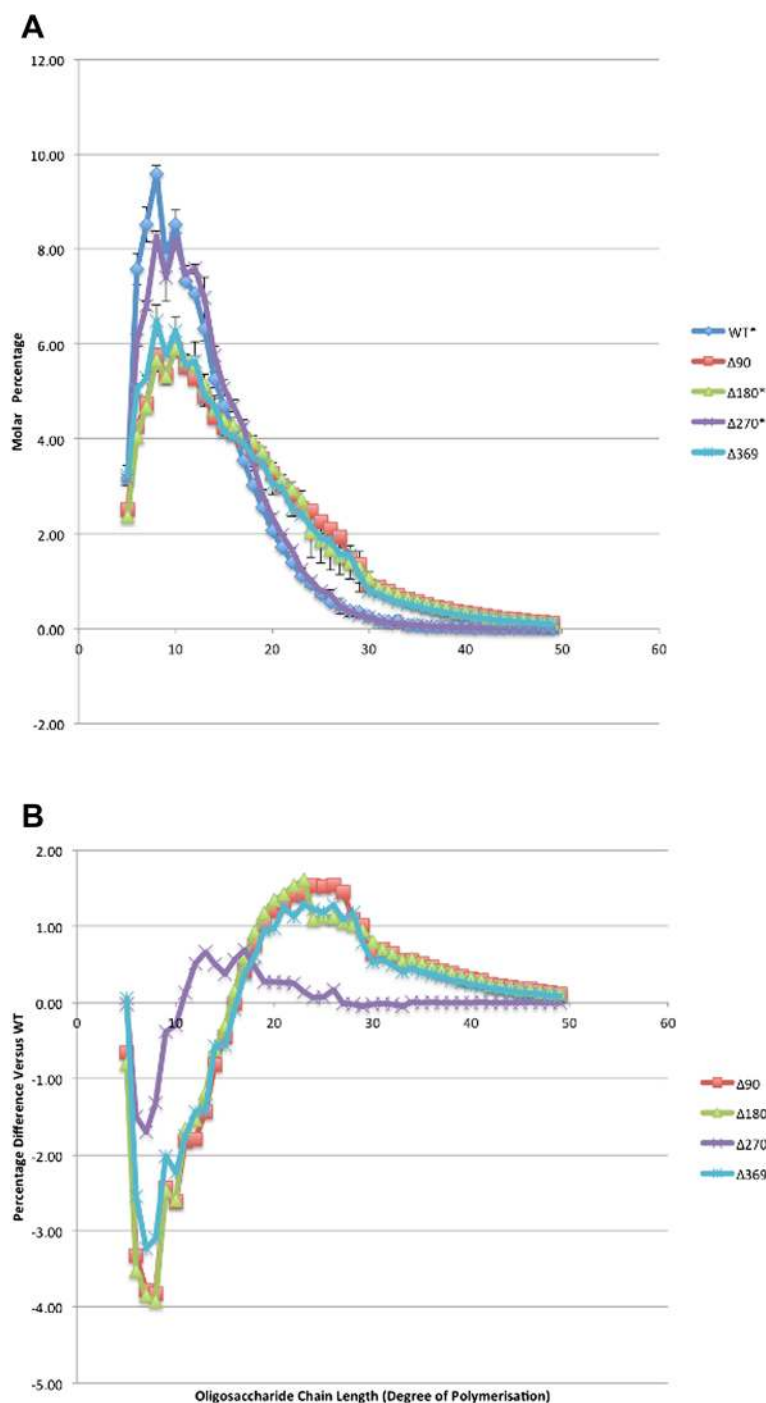 A
12.00
10.00
8.00
6.00
4.00
2.00
0.00
-2.00
0 10 20 30 40 50 60
Molar Percentage
WT*
Δ90
Δ180*
Δ270*
Δ369
B
2.00
1.00
0.00
-1.00
-2.00
-3.00
-4.00
-5.00
0 10 20 30 40 50 60
Percentage Difference Versus WT
Δ90
Δ180
Δ270
Δ369
Oligosaccharide Chain Length (Degree of Polymerisation)